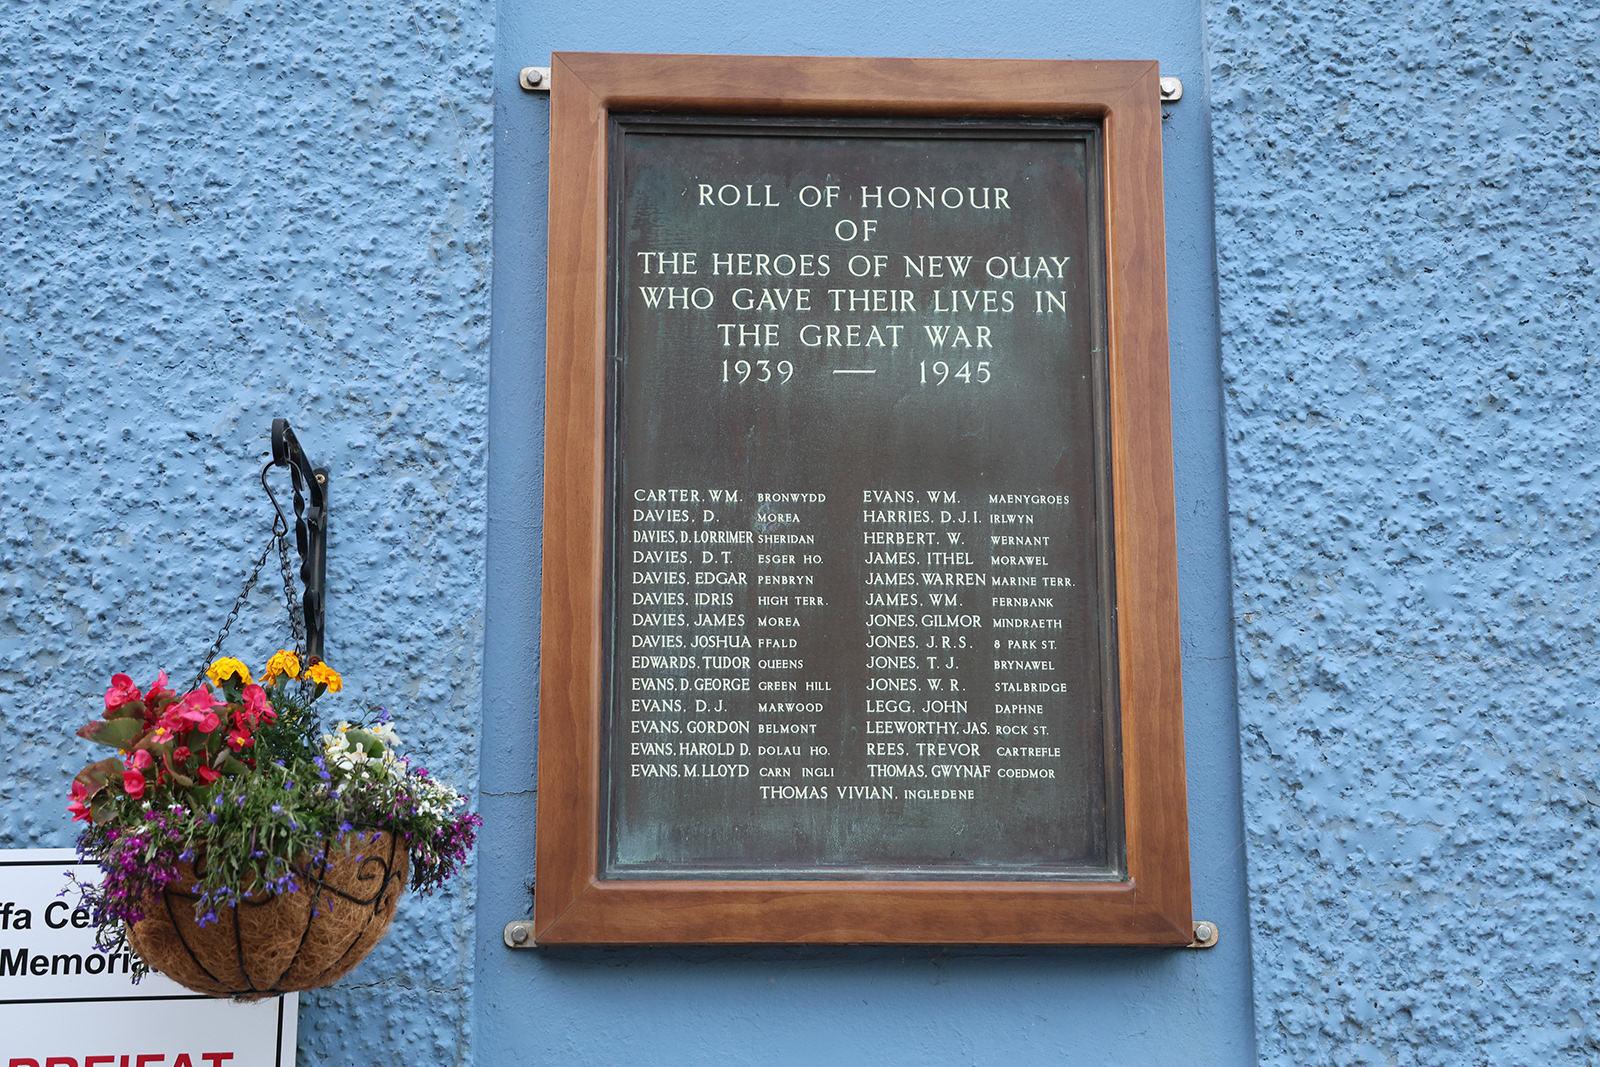 ROLL OF HONOUR
OF
THE HEROES OF NEW QUAY
WHO GAVE THEIR LIVES IN
THE GREAT WAR
1939 — 1945
CARTER, WM. BRONWYDD
DAVIES, D. MOREA
DAVIES, D. LORRIMER SHERIDAN
DAVIES, D.T. ESGER HO.
DAVIES, EDGAR PENBRYN
DAVIES, IDRIS HIGH TERR.
DAVIES, JAMES MOREA
DAVIES, JOSHUA FFALD
EDWARDS, TUDOR QUEENS
EVANS, D. GEORGE GREEN HILL
EVANS, D.J. MARWOOD
EVANS, GORDON BELMONT
EVANS, HAROLD D. DOLAU HO.
EVANS, M. LLOYD CARN INGLI
EVANS, WM. MAENYGROES
HARRIES, D.J.I. IRLWYN
HERBERT, W. WERNANT
JAMES, ITHEL MORAWEL
JAMES, WARREN MARINE TERR.
JAMES, WM. FERNBANK
JONES, GILMOR MINDRAETH
JONES, J.R.S. 8 PARK ST.
JONES, T.J. BRYNAWEL
JONES, W.R. STALBRIDGE
LEGG, JOHN DAPHNE
LEEWORTHY, JAS. ROCK ST.
REES, TREVOR CARTREFLE
THOMAS, GWYNAF COEDMOR
THOMAS VIVIAN, INGLEDENE
ffa Ce
Memoria
PREIFAT